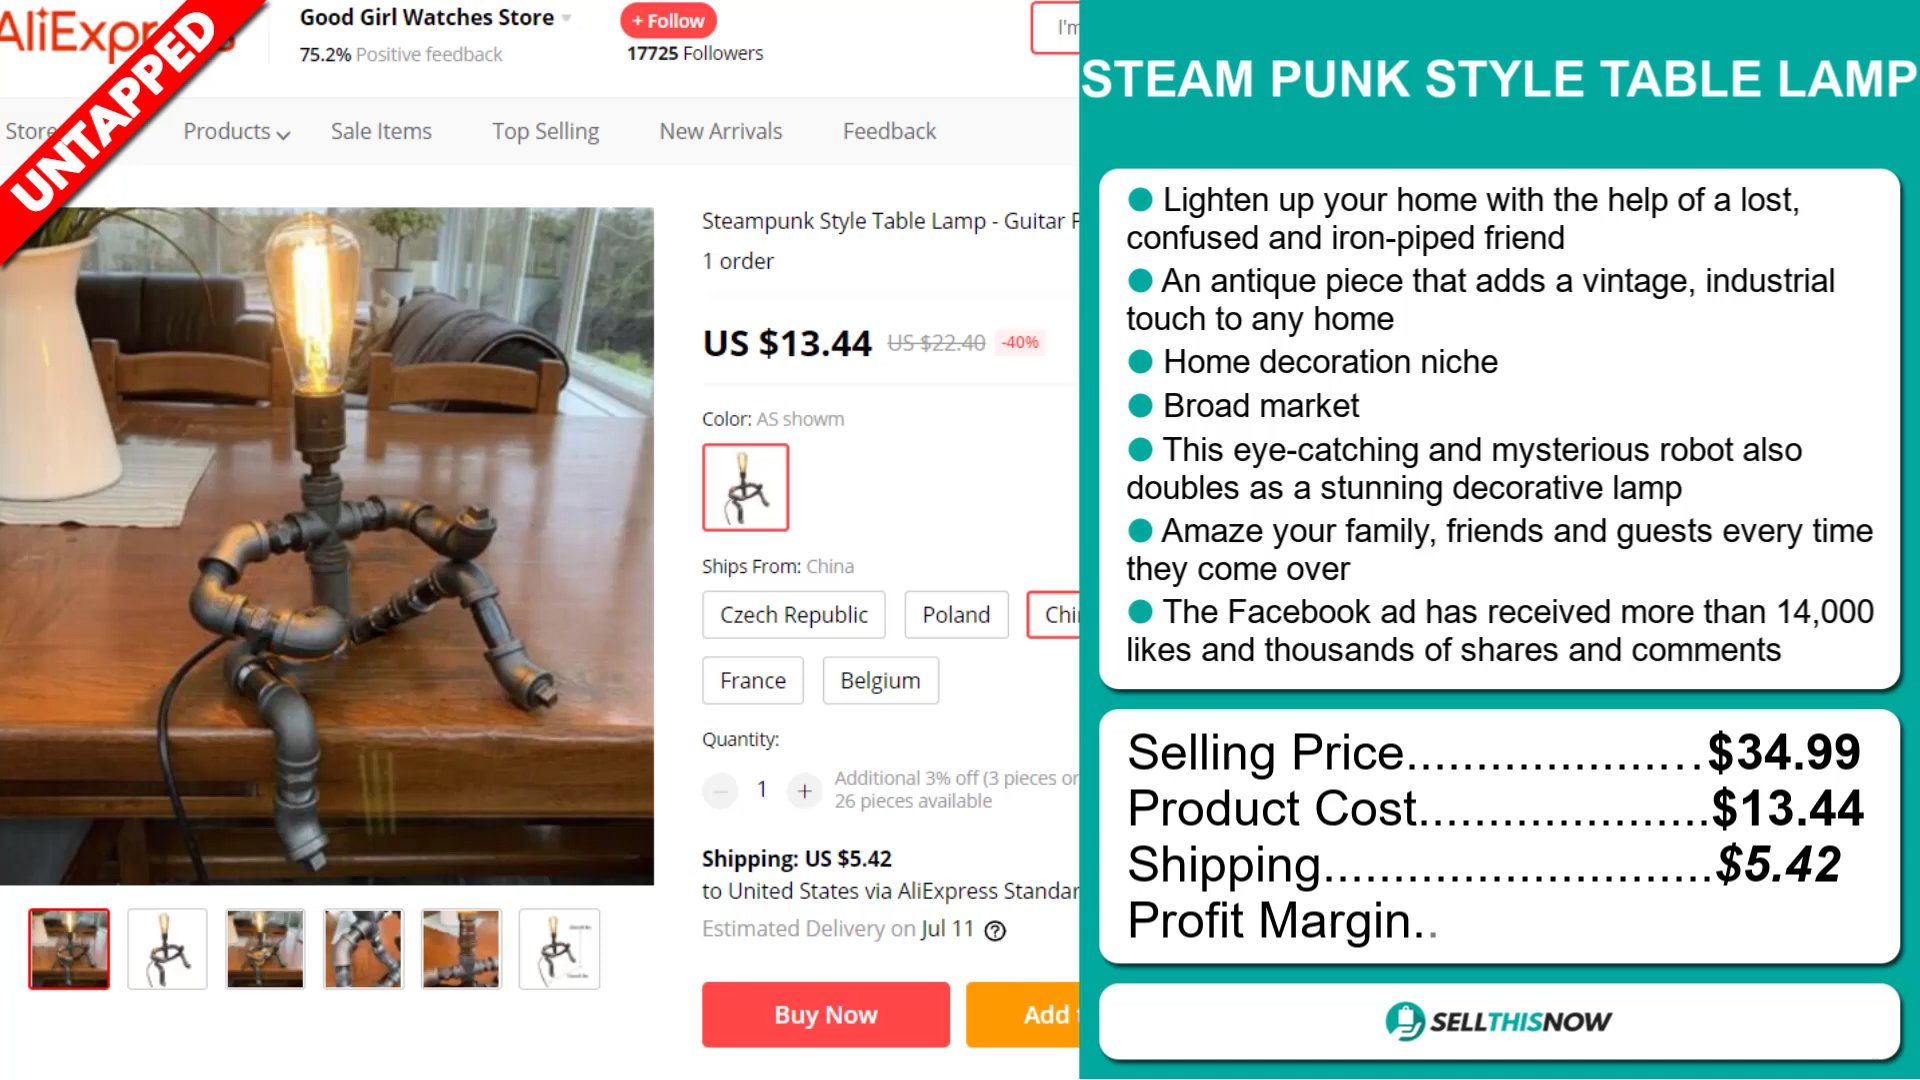 AliExpress
UNTAPPED
Good Girl Watches Store
75.2% Positive feedback
+ Follow
17725 Followers
I'm
Store
Products
Sale Items
Top Selling
New Arrivals
Feedback
Steampunk Style Table Lamp - Guitar P
1 order
US $13.44 US $22.40 -40%
Color: AS showm
Ships From: China
Czech Republic
Poland
Chi
France
Belgium
Quantity:
1 +
Additional 3% off (3 pieces or
26 pieces available
Shipping: US $5.42
to United States via AliExpress Standar
Estimated Delivery on Jul 11 ?
Buy Now
Add t
STEAM PUNK STYLE TABLE LAMP
● Lighten up your home with the help of a lost,
confused and iron-piped friend
● An antique piece that adds a vintage, industrial
touch to any home
● Home decoration niche
● Broad market
● This eye-catching and mysterious robot also
doubles as a stunning decorative lamp
● Amaze your family, friends and guests every time
they come over
● The Facebook ad has received more than 14,000
likes and thousands of shares and comments
Selling Price.....................$34.99
Product Cost.....................$13.44
Shipping............................$5.42
Profit Margin..
SELLTHISNOW